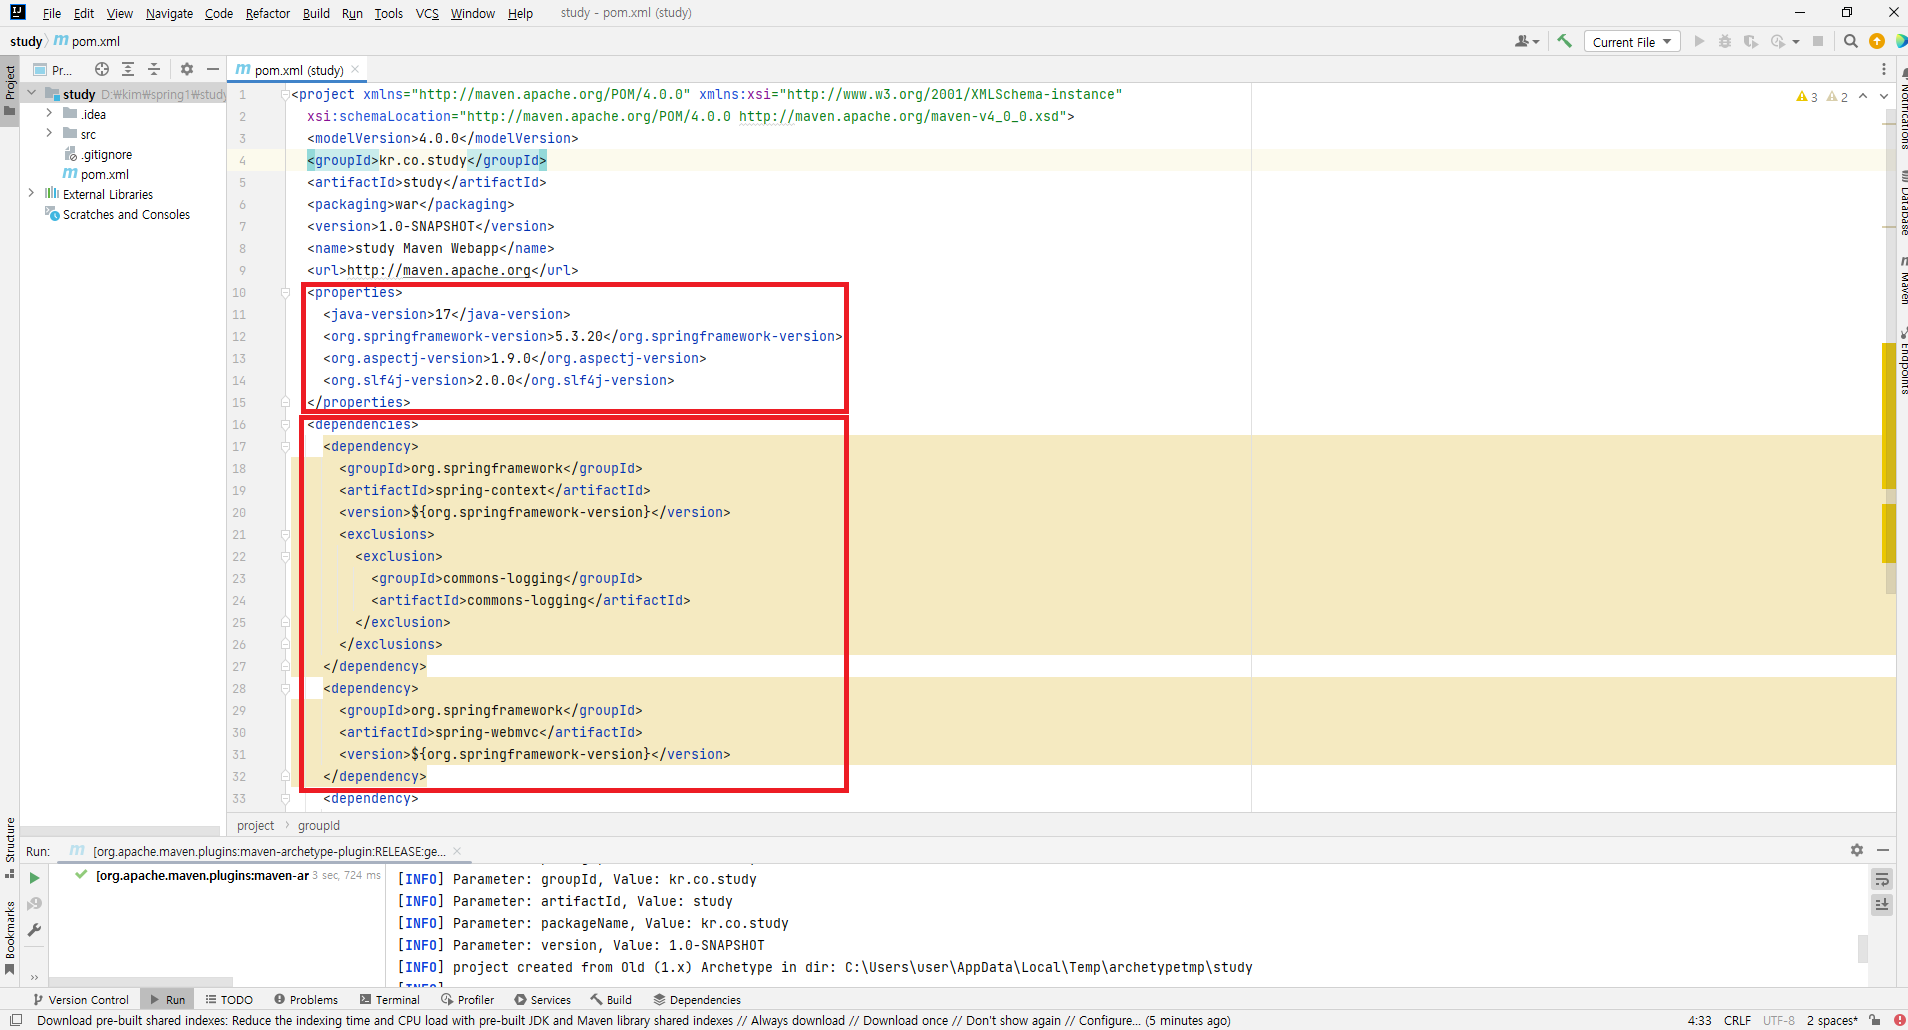 File Edit View Navigate Code Refactor Build Run Tools VCS Window Help study - pom.xml (study)
study pom.xml
Current File
Pr...
pom.xml (study)
Project
study D:₩kim₩spring1₩study
.idea
src
.gitignore
pom.xml
External Libraries
Scratches and Consoles
3 2
1 <project xmlns="http://maven.apache.org/POM/4.0.0" xmlns:xsi="http://www.w3.org/2001/XMLSchema-instance"
2 xsi:schemaLocation="http://maven.apache.org/POM/4.0.0 http://maven.apache.org/maven-v4_0_0.xsd">
3 <modelVersion>4.0.0</modelVersion>
4 <groupId>kr.co.study</groupId>
5 <artifactId>study</artifactId>
6 <packaging>war</packaging>
7 <version>1.0-SNAPSHOT</version>
8 <name>study Maven Webapp</name>
9 <url>http://maven.apache.org</url>
10 <properties>
11 <java-version>17</java-version>
12 <org.springframework-version>5.3.20</org.springframework-version>
13 <org.aspectj-version>1.9.0</org.aspectj-version>
14 <org.slf4j-version>2.0.0</org.slf4j-version>
15 </properties>
16 <dependencies>
17 <dependency>
18 <groupId>org.springframework</groupId>
19 <artifactId>spring-context</artifactId>
20 <version>${org.springframework-version}</version>
21 <exclusions>
22 <exclusion>
23 <groupId>commons-logging</groupId>
24 <artifactId>commons-logging</artifactId>
25 </exclusion>
26 </exclusions>
27 </dependency>
28 <dependency>
29 <groupId>org.springframework</groupId>
30 <artifactId>spring-webmvc</artifactId>
31 <version>${org.springframework-version}</version>
32 </dependency>
33 <dependency>
project groupId
Notifications
Database
Maven
Endpoints
Structure
Bookmarks
Run: [org.apache.maven.plugins:maven-archetype-plugin:RELEASE:ge...
[org.apache.maven.plugins:maven-ar 3 sec, 724 ms
[INFO] Parameter: groupId, Value: kr.co.study
[INFO] Parameter: artifactId, Value: study
[INFO] Parameter: packageName, Value: kr.co.study
[INFO] Parameter: version, Value: 1.0-SNAPSHOT
[INFO] project created from Old (1.x) Archetype in dir: C:\Users\user\AppData\Local\Temp\archetypetmp\study
Version Control Run TODO Problems Terminal Profiler Services Build Dependencies
Download pre-built shared indexes: Reduce the indexing time and CPU load with pre-built JDK and Maven library shared indexes // Always download // Download once // Don't show again // Configure... (5 minutes ago) 4:33 CRLF UTF-8 2 spaces*